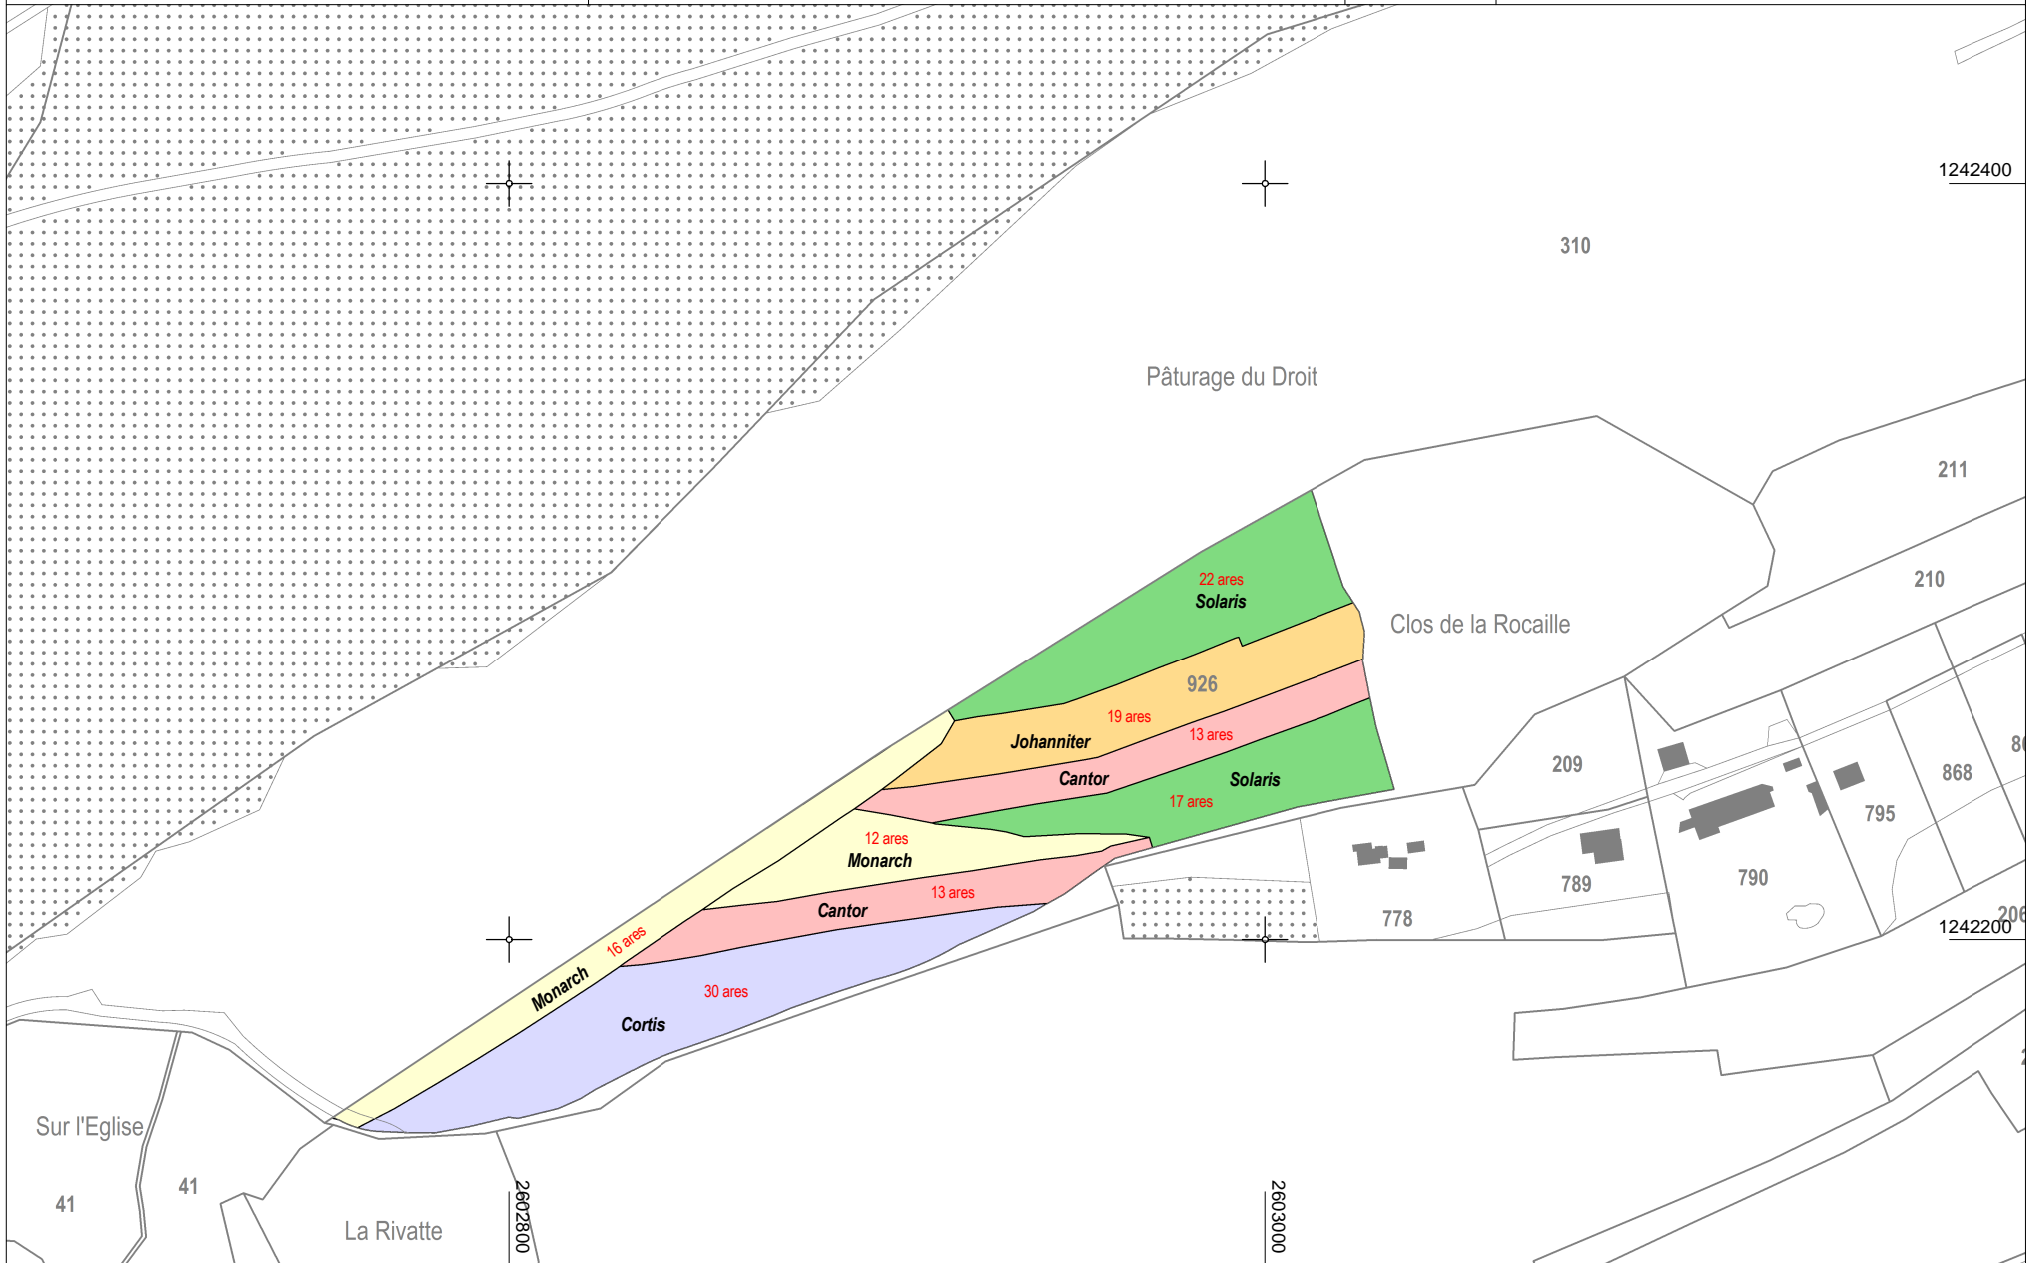 1242400
310
Pâturage du Droit
211
22 ares
Solaris
210
Clos de la Rocaille
926
19 ares
13 ares
Johanniter
Cantor
Solaris
17 ares
209
868
795
12 ares
Monarch
13 ares
Cantor
789
790
778
206
1242200
16 ares
Monarch
30 ares
Cortis
Sur l'Eglise
41
41
La Rivatte
2602800
2603000